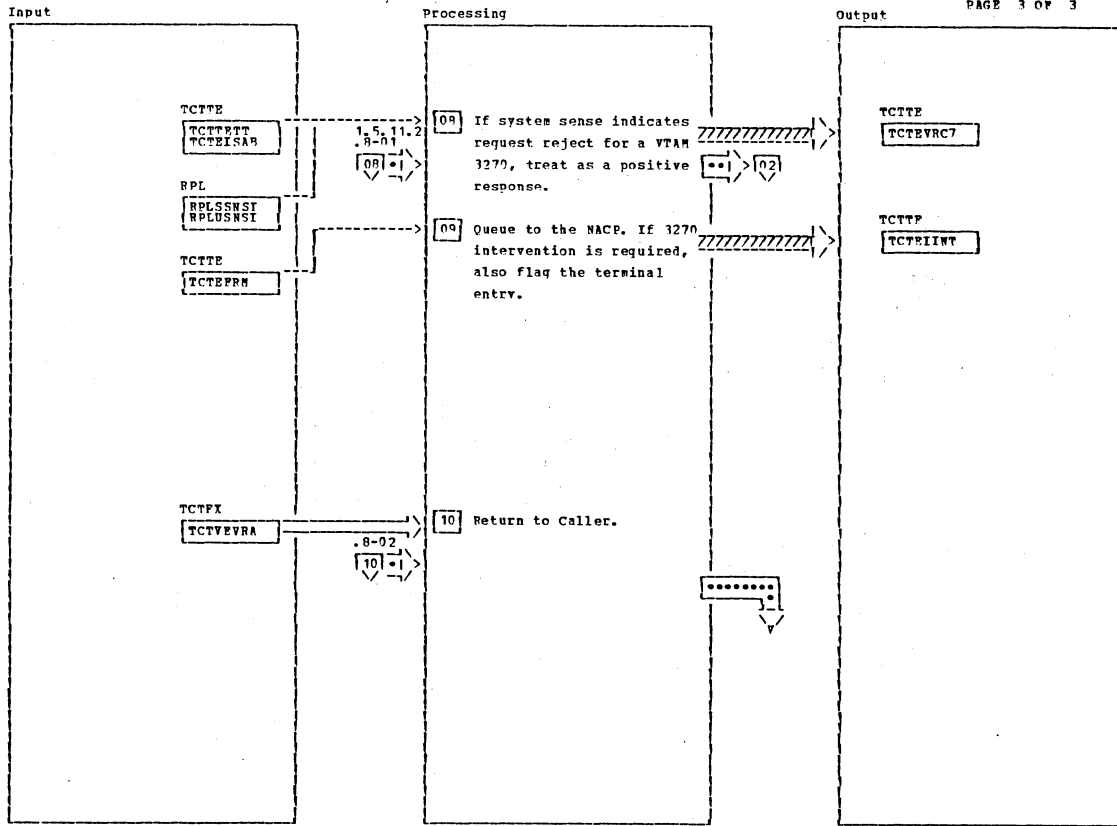 PAGE 3 OF 3
Input
Processing
Output
TCTTE
TCTTETT
TCTEISAB
RPL
RPLSSNSI
RPLUSNSI
TCTTE
TCTEFRM
1.5.11.2
.8-01
08
08 If system sense indicates
request reject for a VTAM
3270, treat as a positive
response.
02
TCTTE
TCTEVRC7
09 Queue to the NACP. If 3270
intervention is required,
also flag the terminal
entry.
TCTTE
TCTEIINT
TCTFX
TCTVEVRA
.8-02
10
10 Return to Caller.